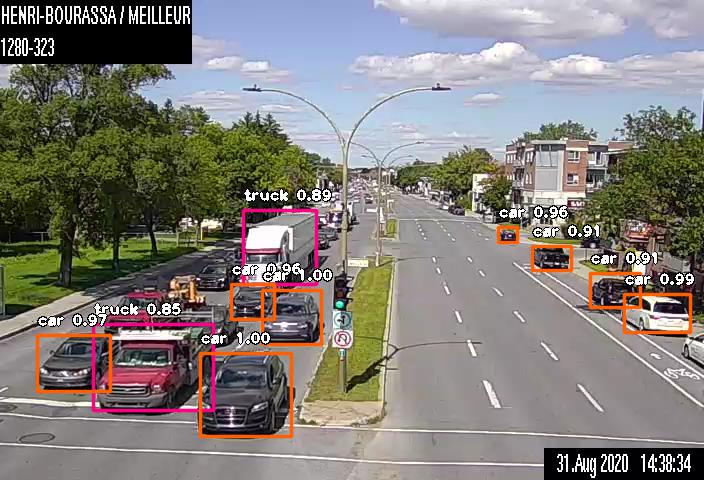 HENRI-BOURASSA / MEILLEUR
1280-323
truck 0.89
car 0.96
car 0.91
car 0.91
car 0.96
car 1.00
car 0.99
truck 0.85
car 0.97
car 1.00
31.Aug 2020 14:38:34